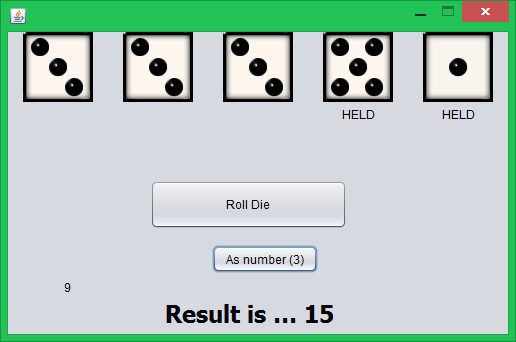 HELD HELD
Roll Die
As number (3)
9
Result is ... 15